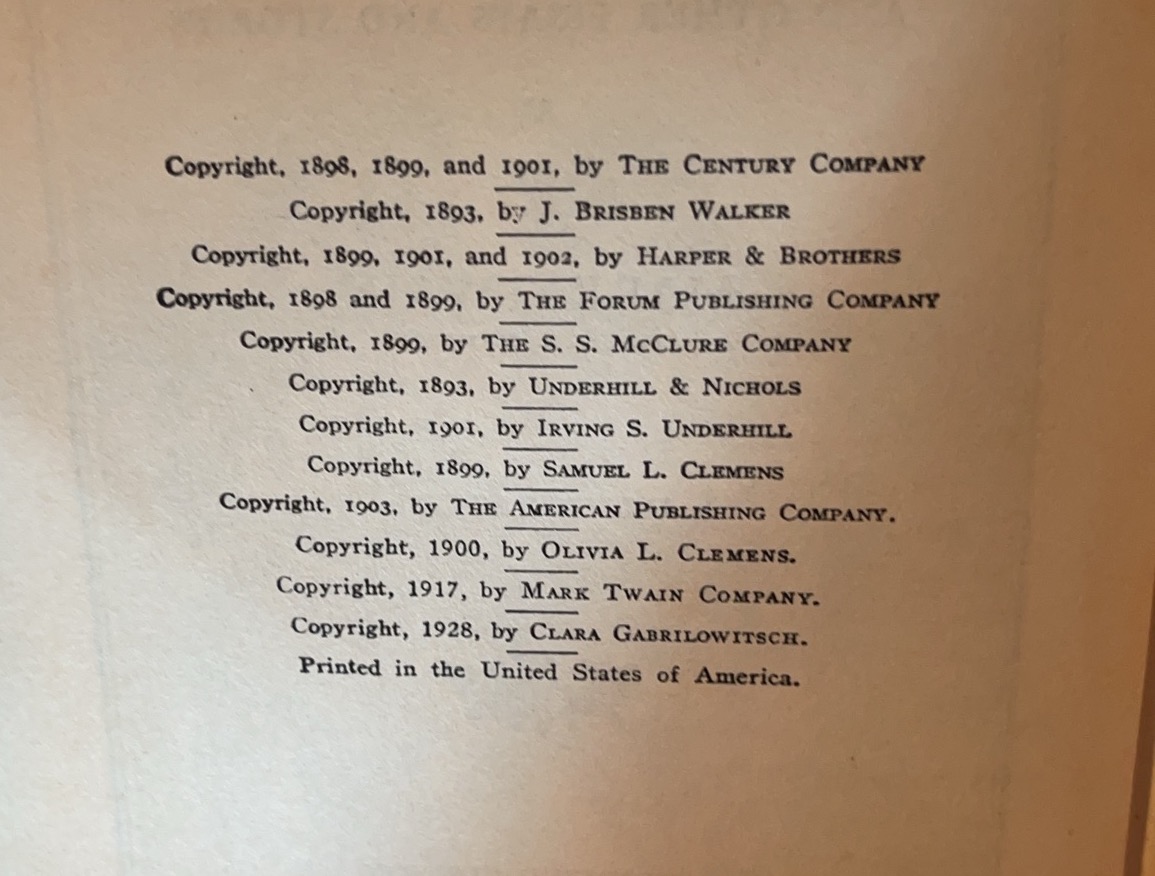 Copyright, 1898, 1899, and 1901, by THE CENTURY COMPANY
Copyright, 1893, by J. BRISBEN WALKER
Copyright, 1899, 1901, and 1902, by HARPER & BROTHERS
Copyright, 1898 and 1899, by THE FORUM PUBLISHING COMPANY
Copyright, 1899, by THE S. S. MCCLURE COMPANY
Copyright, 1893, by UNDERHILL & NICHOLS
Copyright, 1901, by IRVING S. UNDERHILL
Copyright, 1899, by SAMUEL L. CLEMENS
Copyright, 1903, by THE AMERICAN PUBLISHING COMPANY.
Copyright, 1900, by OLIVIA L. CLEMENS.
Copyright, 1917, by MARK TWAIN COMPANY.
Copyright, 1928, by CLARA GABRILOWITSCH.
Printed in the United States of America.